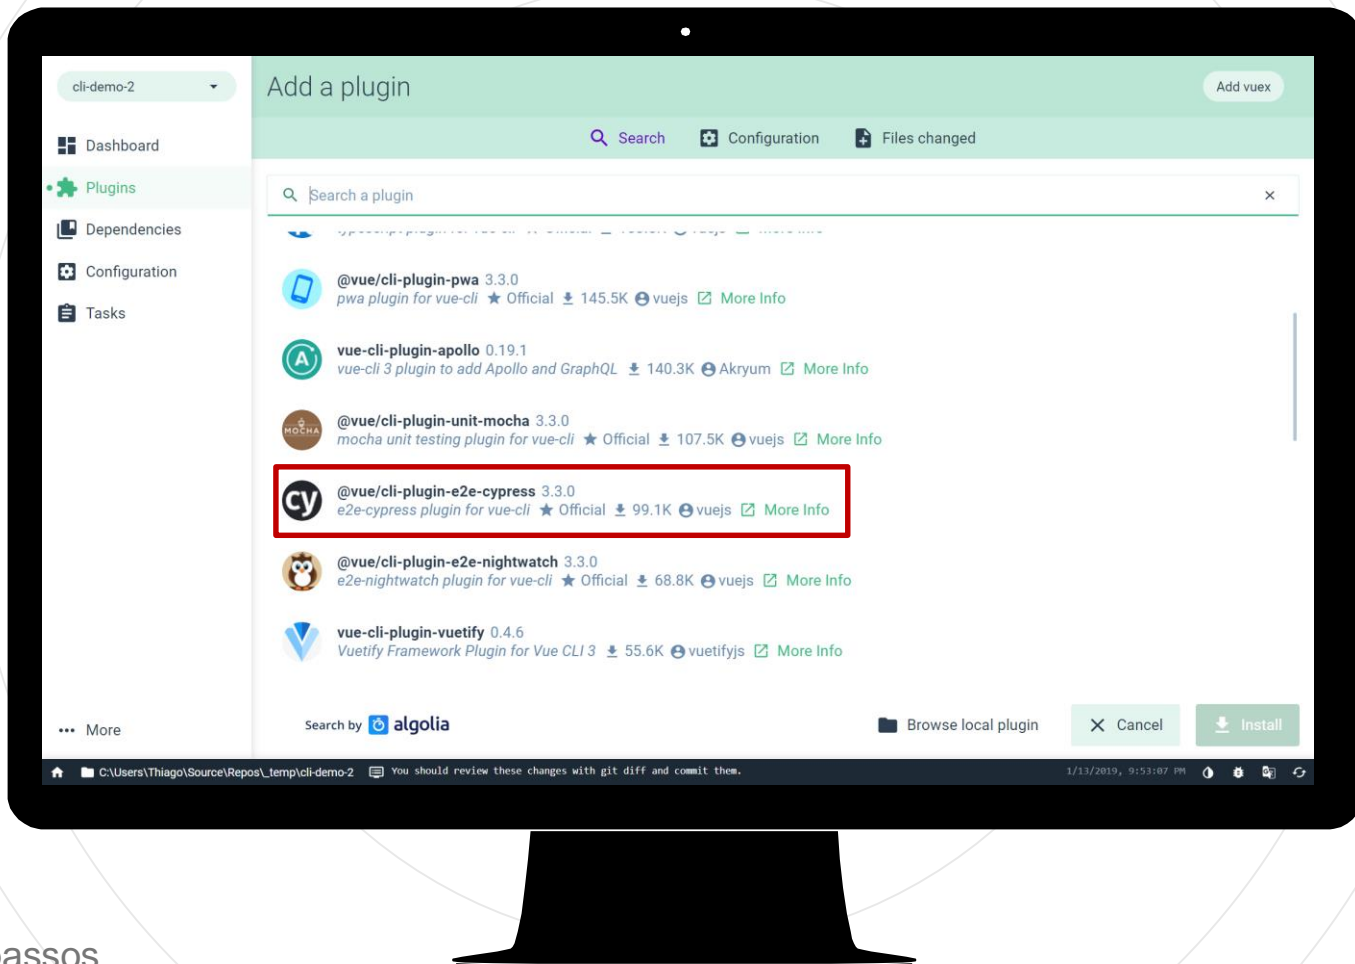 cli-demo-2
Add a plugin
Add vuex
Dashboard
Plugins
Dependencies
Configuration
Tasks
More
Search
Configuration
Files changed
Search a plugin
@vue/cli-plugin-pwa 3.3.0
pwa plugin for vue-cli ★ Official 145.5K vuejs More Info
vue-cli-plugin-apollo 0.19.1
vue-cli 3 plugin to add Apollo and GraphQL 140.3K Akryum More Info
MOCHA
@vue/cli-plugin-unit-mocha 3.3.0
mocha unit testing plugin for vue-cli ★ Official 107.5K vuejs More Info
cy
@vue/cli-plugin-e2e-cypress 3.3.0
e2e-cypress plugin for vue-cli ★ Official 99.1K vuejs More Info
@vue/cli-plugin-e2e-nightwatch 3.3.0
e2e-nightwatch plugin for vue-cli ★ Official 68.8K vuejs More Info
vue-cli-plugin-vuetify 0.4.6
Vuetify Framework Plugin for Vue CLI 3 55.6K vuetifyjs More Info
Search by algolia
Browse local plugin
Cancel
Install
C:\Users\Thiago\Source\Repos\_temp\cli-demo-2 You should review these changes with git diff and commit them. 1/13/2019, 9:53:07 PM